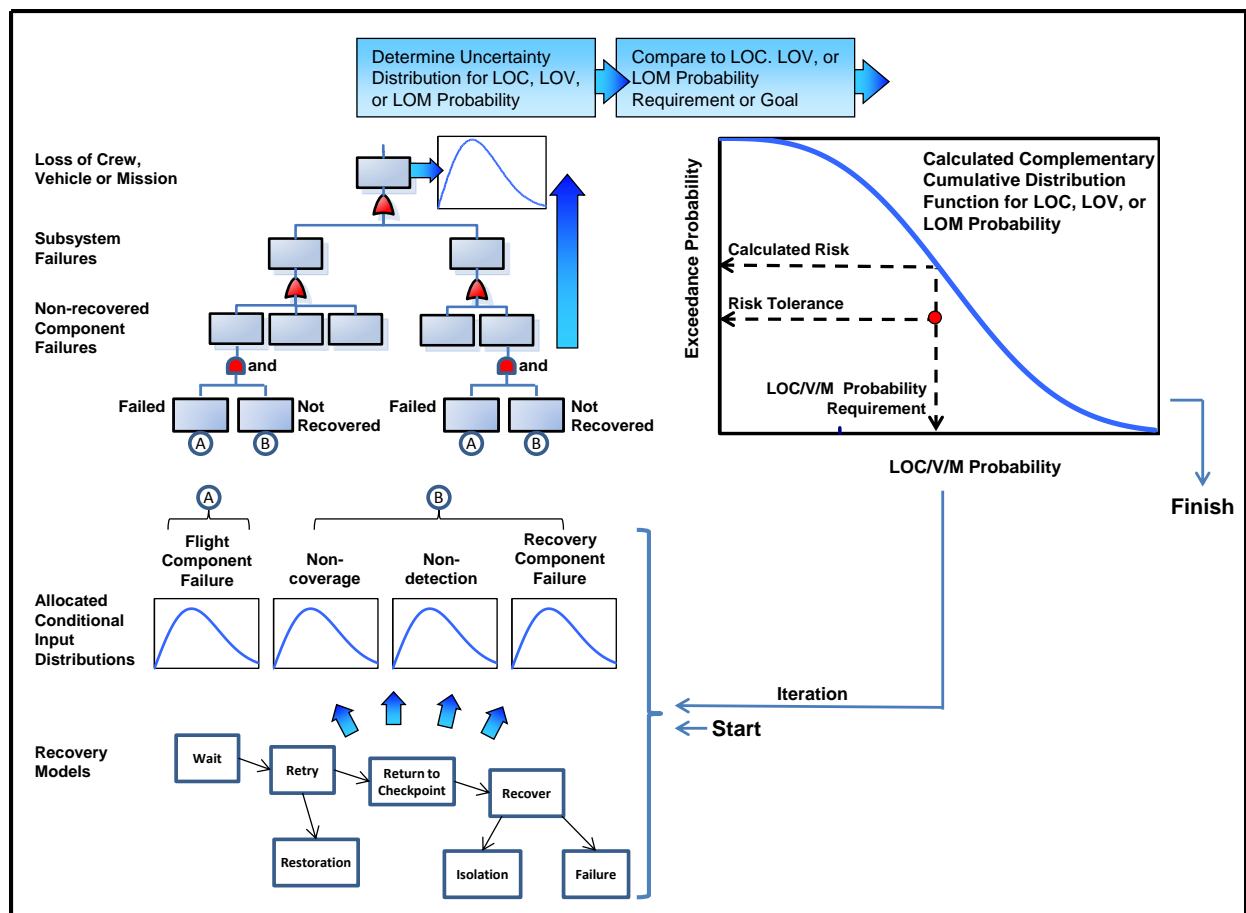 Determine Uncertainty
Distribution for LOC, LOV,
or LOM Probability
Compare to LOC. LOV, or
LOM Probability
Requirement or Goal
Loss of Crew,
Vehicle or Mission
Subsystem
Failures
Non-recovered
Component
Failures
and
and
Failed
Not
Recovered
Failed
Not
Recovered
A
B
A
B
Exceedance Probability
Calculated Complementary
Cumulative Distribution
Function for LOC, LOV, or
LOM Probability
Calculated Risk
Risk Tolerance
LOC/V/M Probability
Requirement
LOC/V/M Probability
Finish
A
B
Flight
Component
Failure
Non-
coverage
Non-
detection
Recovery
Component
Failure
Allocated
Conditional
Input
Distributions
Iteration
Start
Recovery
Models
Wait
Retry
Return to
Checkpoint
Recover
Restoration
Isolation
Failure